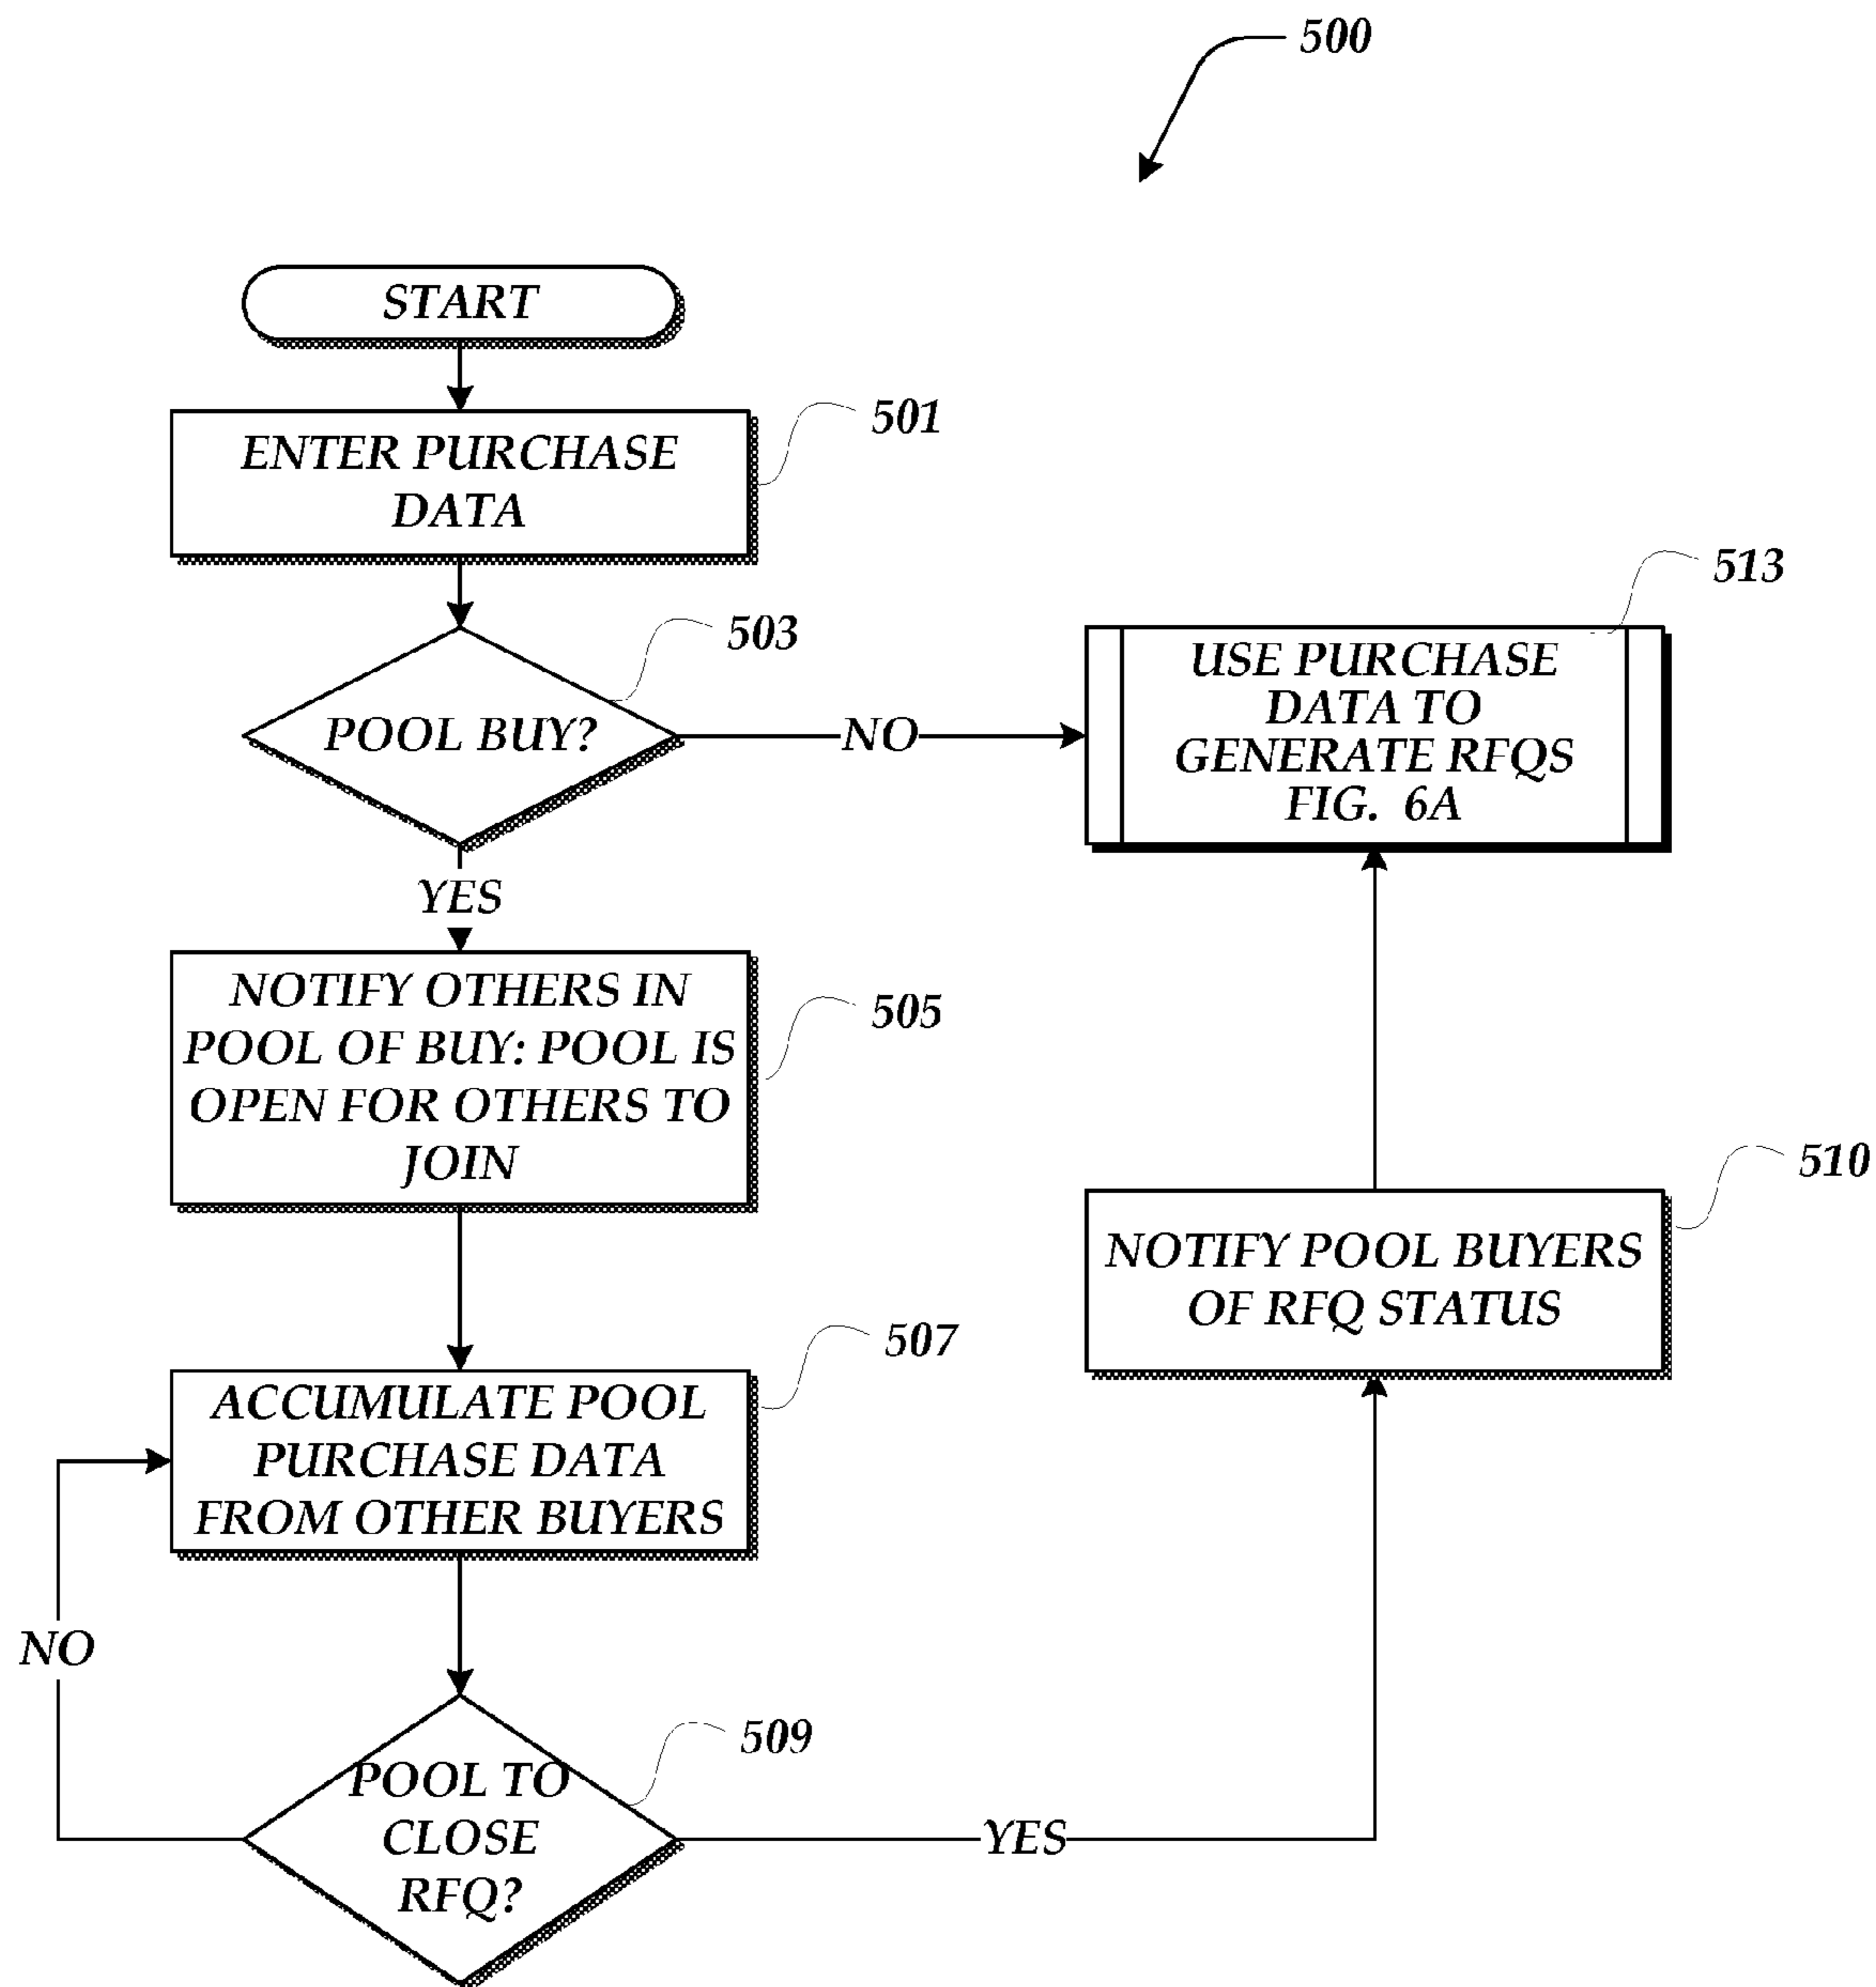 500
START
501
ENTER PURCHASE
DATA
503
POOL BUY?
NO
513
USE PURCHASE
DATA TO
GENERATE RFQS
FIG. 6A
YES
505
NOTIFY OTHERS IN
POOL OF BUY: POOL IS
OPEN FOR OTHERS TO
JOIN
510
NOTIFY POOL BUYERS
OF RFQ STATUS
507
ACCUMULATE POOL
PURCHASE DATA
FROM OTHER BUYERS
NO
509
POOL TO
CLOSE
RFQ?
YES